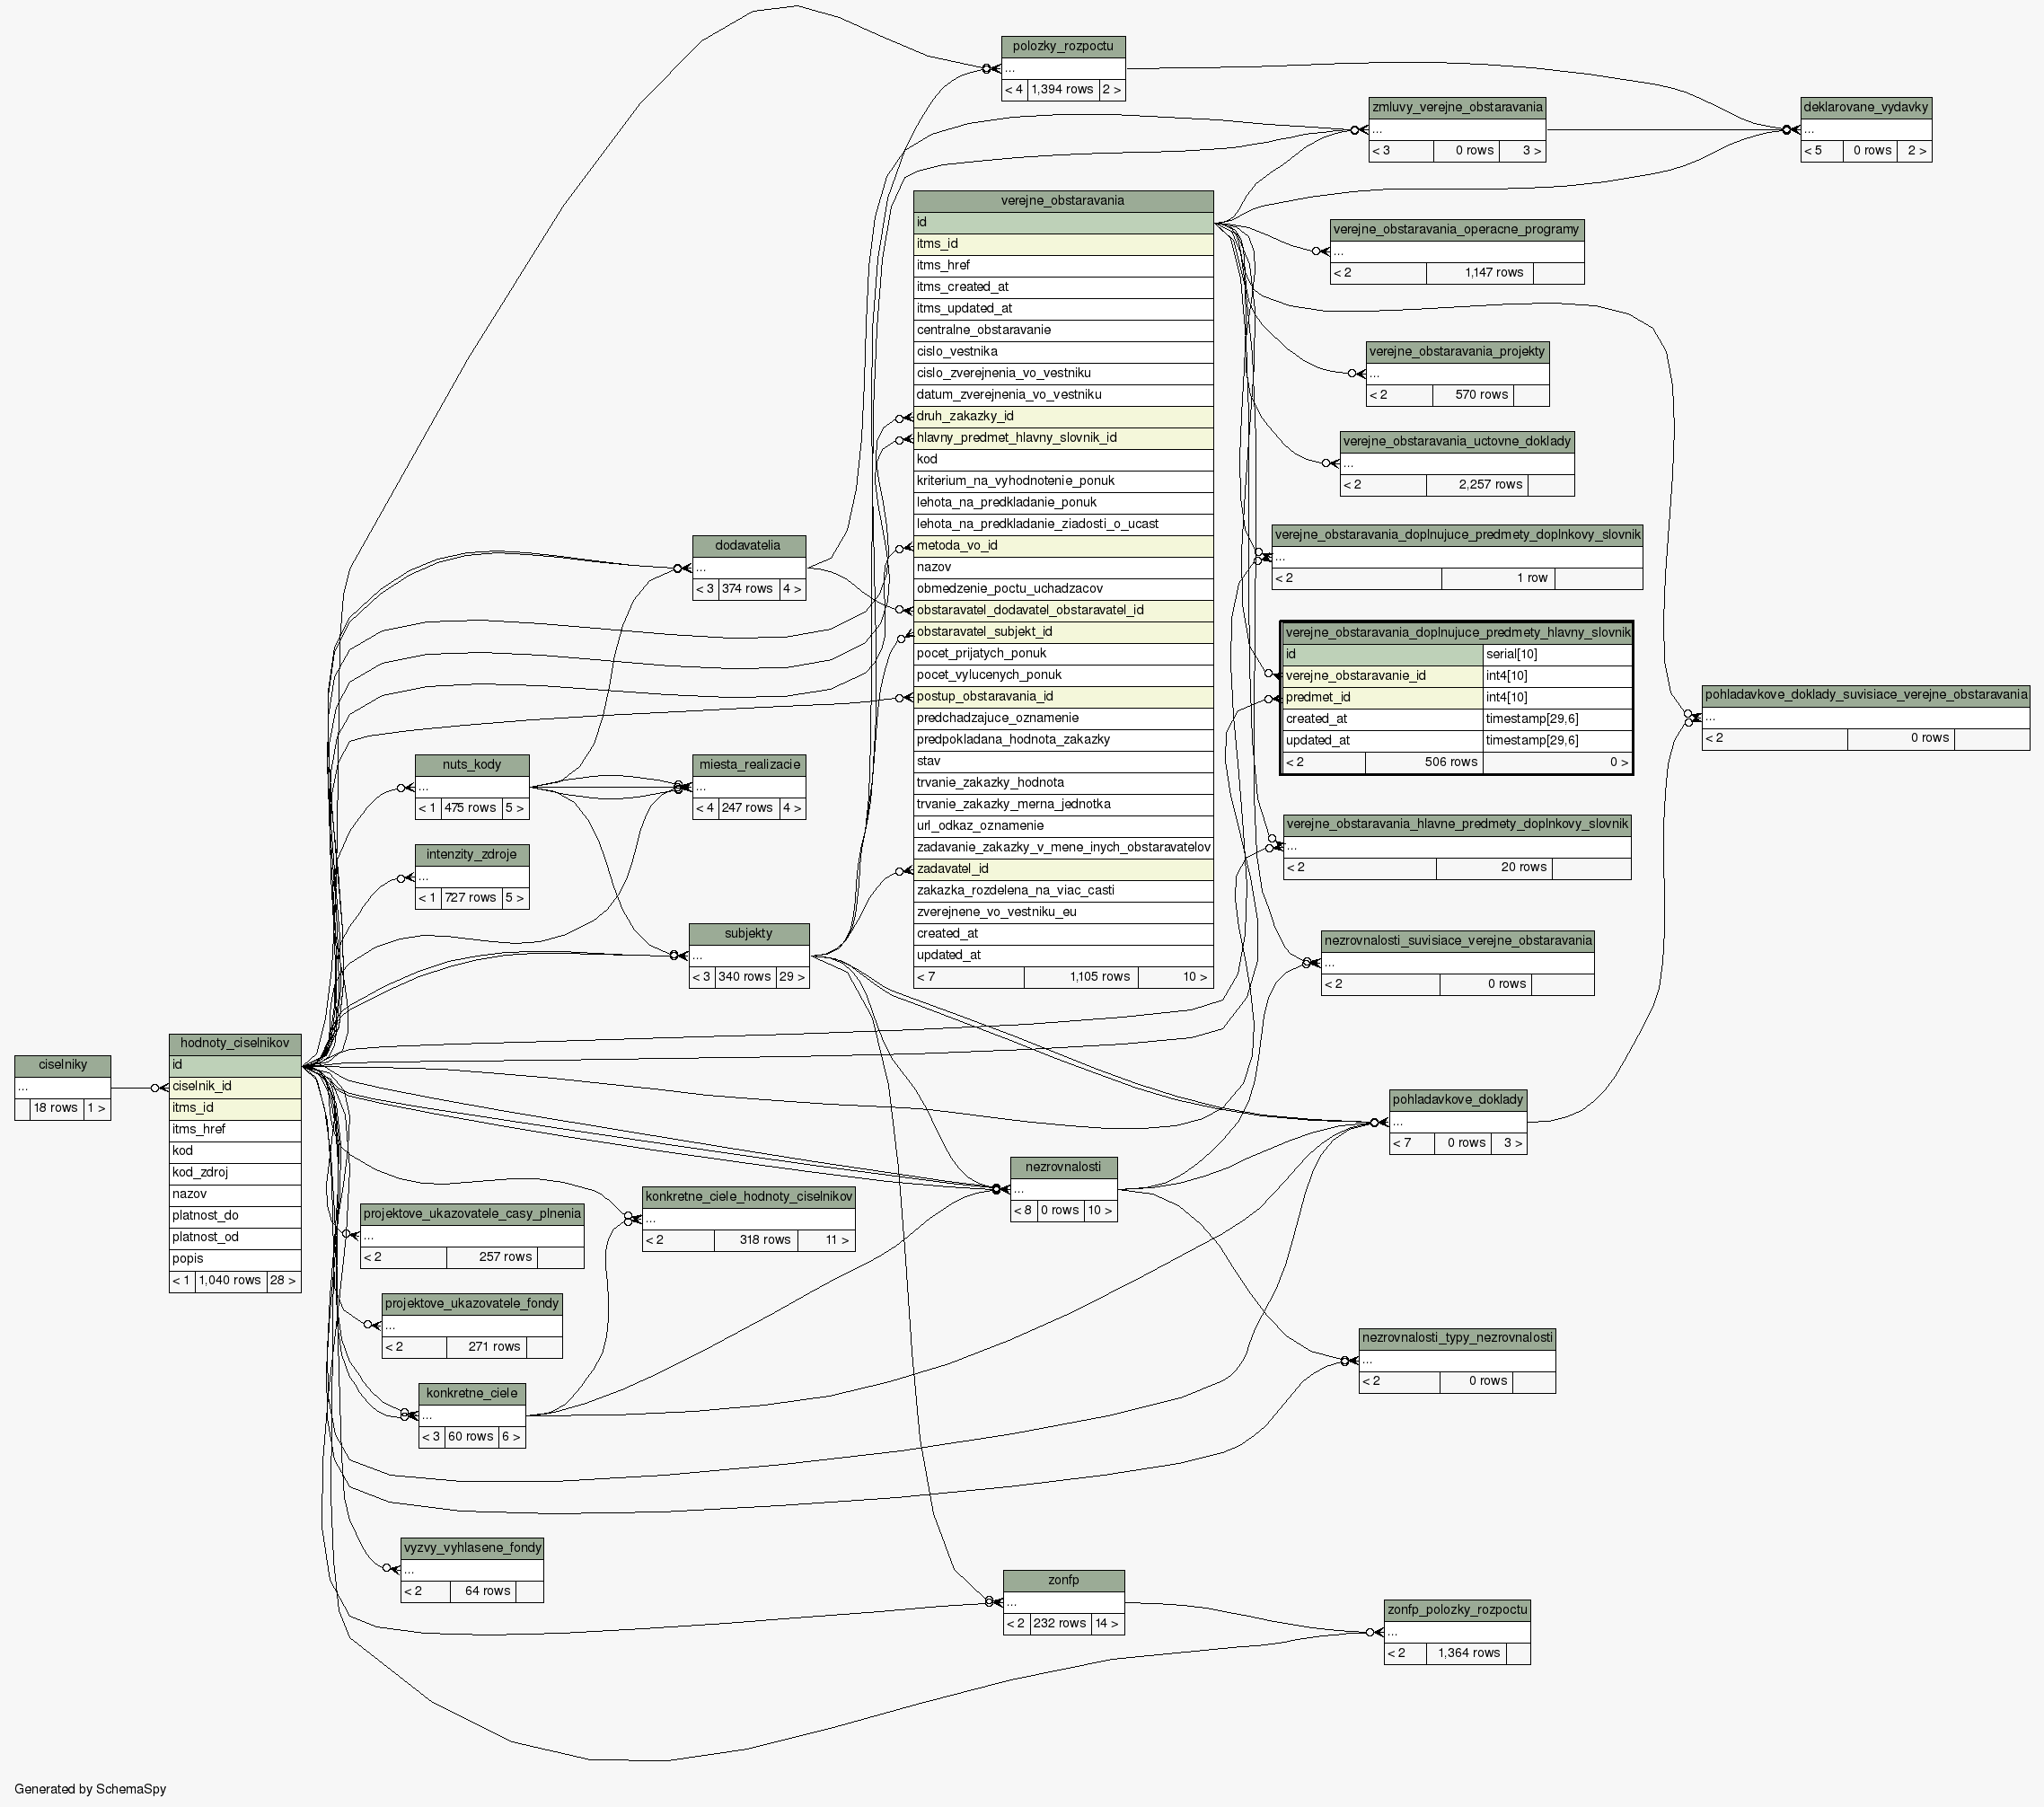 polozky_rozpoctu
...
< 4 1,394 rows 2 >
zmluvy_verejne_obstaravania
...
< 3 0 rows 3 >
deklarovane_vydavky
...
< 5 0 rows 2 >
verejne_obstaravania
id
itms_id
itms_href
itms_created_at
itms_updated_at
centralne_obstaravanie
cislo_vestnika
cislo_zverejnenia_vo_vestniku
datum_zverejnenia_vo_vestniku
druh_zakazky_id
hlavny_predmet_hlavny_slovnik_id
kod
kriterium_na_vyhodnotenie_ponuk
lehota_na_predkladanie_ponuk
lehota_na_predkladanie_ziadosti_o_ucast
metoda_vo_id
nazov
obmedzenie_poctu_uchadzacov
obstaravatel_dodavatel_obstaravatel_id
obstaravatel_subjekt_id
pocet_prijatych_ponuk
pocet_vylucenych_ponuk
postup_obstaravania_id
predchadzajuce_oznamenie
predpokladana_hodnota_zakazky
stav
trvanie_zakazky_hodnota
trvanie_zakazky_merna_jednotka
url_odkaz_oznamenie
zadavanie_zakazky_v_mene_inych_obstaravatelov
zadavatel_id
zakazka_rozdelena_na_viac_casti
zverejnene_vo_vestniku_eu
created_at
updated_at
< 7 1,105 rows 10 >
verejne_obstaravania_operacne_programy
...
< 2 1,147 rows
verejne_obstaravania_projekty
...
< 2 570 rows
verejne_obstaravania_uctovne_doklady
...
< 2 2,257 rows
verejne_obstaravania_doplnujuce_predmety_doplnkovy_slovnik
...
< 2 1 row
verejne_obstaravania_doplnujuce_predmety_hlavny_slovnik
id serial[10]
verejne_obstaravanie_id int4[10]
predmet_id int4[10]
created_at timestamp[29,6]
updated_at timestamp[29,6]
< 2 506 rows 0 >
pohladavkove_doklady_suvisiace_verejne_obstaravania
...
< 2 0 rows
verejne_obstaravania_hlavne_predmety_doplnkovy_slovnik
...
< 2 20 rows
nezrovnalosti_suvisiace_verejne_obstaravania
...
< 2 0 rows
dodavatelia
...
< 3 374 rows 4 >
nuts_kody
...
< 1 475 rows 5 >
miesta_realizacie
...
< 4 247 rows 4 >
intenzity_zdroje
...
< 1 727 rows 5 >
subjekty
...
< 3 340 rows 29 >
ciselniky
...
18 rows 1 >
hodnoty_ciselnikov
id
ciselnik_id
itms_id
itms_href
kod
kod_zdroj
nazov
platnost_do
platnost_od
popis
< 1 1,040 rows 28 >
pohladavkove_doklady
...
< 7 0 rows 3 >
nezrovnalosti
...
< 8 0 rows 10 >
konkretne_ciele_hodnoty_ciselnikov
...
< 2 318 rows 11 >
projektove_ukazovatele_casy_plnenia
...
< 2 257 rows
projektove_ukazovatele_fondy
...
< 2 271 rows
konkretne_ciele
...
< 3 60 rows 6 >
nezrovnalosti_typy_nezrovnalosti
...
< 2 0 rows
vyzvy_vyhlasene_fondy
...
< 2 64 rows
zonfp
...
< 2 232 rows 14 >
zonfp_polozky_rozpoctu
...
< 2 1,364 rows
Generated by SchemaSpy